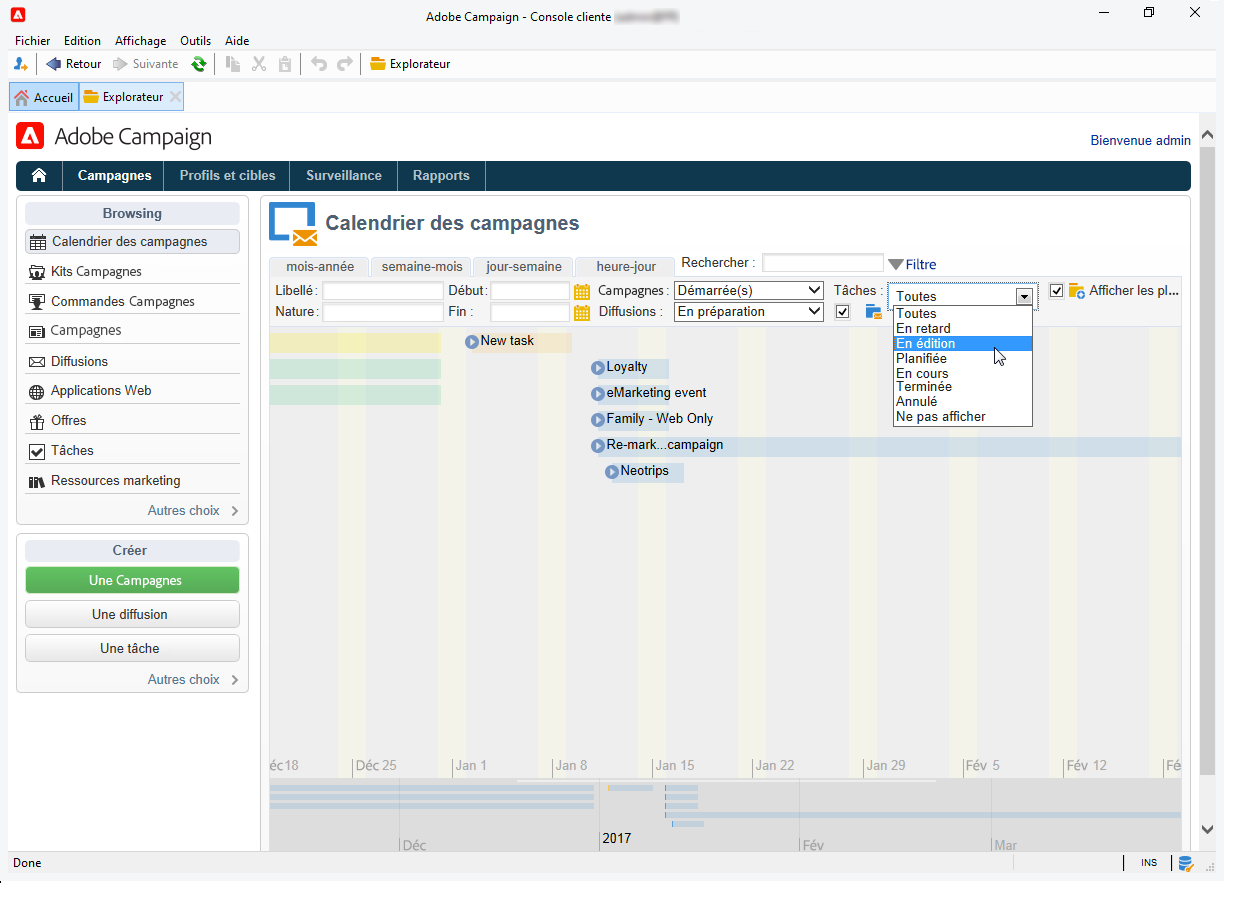 Adobe Campaign - Console cliente
Fichier Edition Affichage Outils Aide
Retour Suivante Explorateur
Accueil Explorateur
Adobe Campaign
Bienvenue admin
Campagnes Profils et cibles Surveillance Rapports
Browsing
Calendrier des campagnes
Kits Campagnes
Commandes Campagnes
Campagnes
Diffusions
Applications Web
Offres
Tâches
Ressources marketing
Autres choix
Créer
Une Campagnes
Une diffusion
Une tâche
Autres choix
Calendrier des campagnes
mois-année semaine-mois jour-semaine heure-jour Rechercher : Filtre
Libellé : Début : Campagnes : Démarrée(s) Tâches : Toutes Afficher les pl...
Nature : Fin : Diffusions : En préparation
Toutes
En retard
En édition
Planifiée
En cours
Terminée
Annulé
Ne pas afficher
New task
Loyalty
eMarketing event
Family - Web Only
Re-mark...campaign
Neotrips
éc 18 Déc 25 Jan 1 Jan 8 Jan 15 Jan 22 Jan 29 Fév 5 Fév 12 Fé
Déc 2017 Fév Mar
Done INS